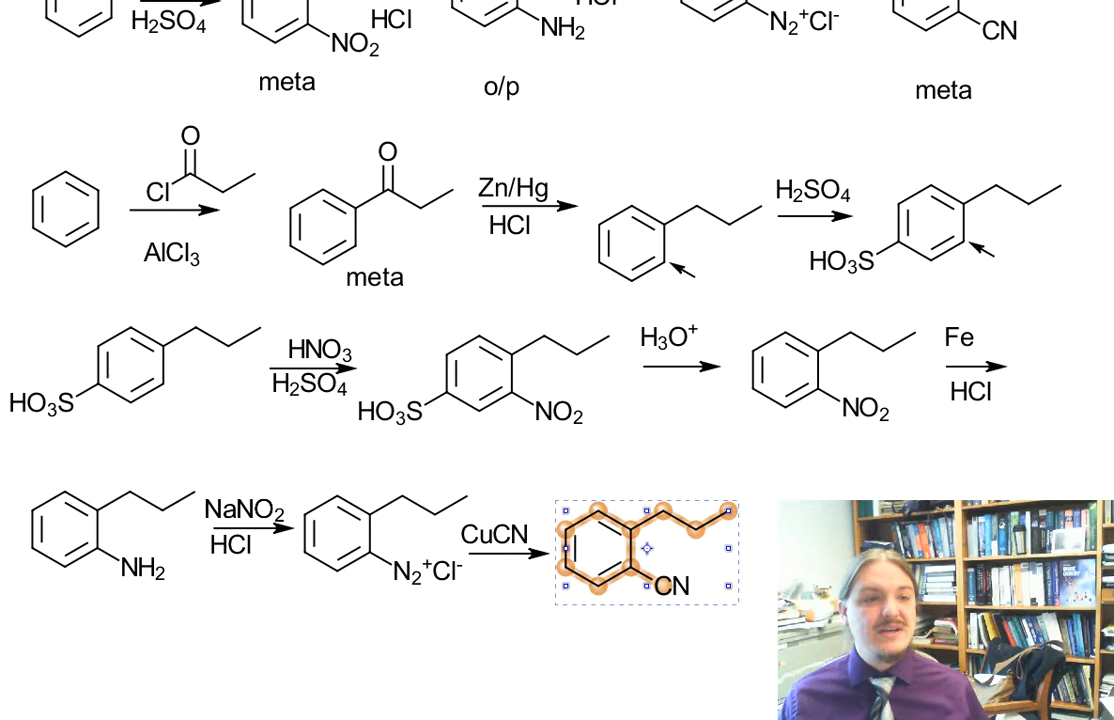 H2SO4
NO2
HCl
NH2
N2+Cl-
CN
meta
o/p
meta
O
Cl
AlCl3
O
meta
Zn/Hg
HCl
H2SO4
HO3S
HO3S
HNO3
H2SO4
HO3S
NO2
H3O+
NO2
Fe
HCl
NH2
NaNO2
HCl
N2+Cl-
CuCN
CN